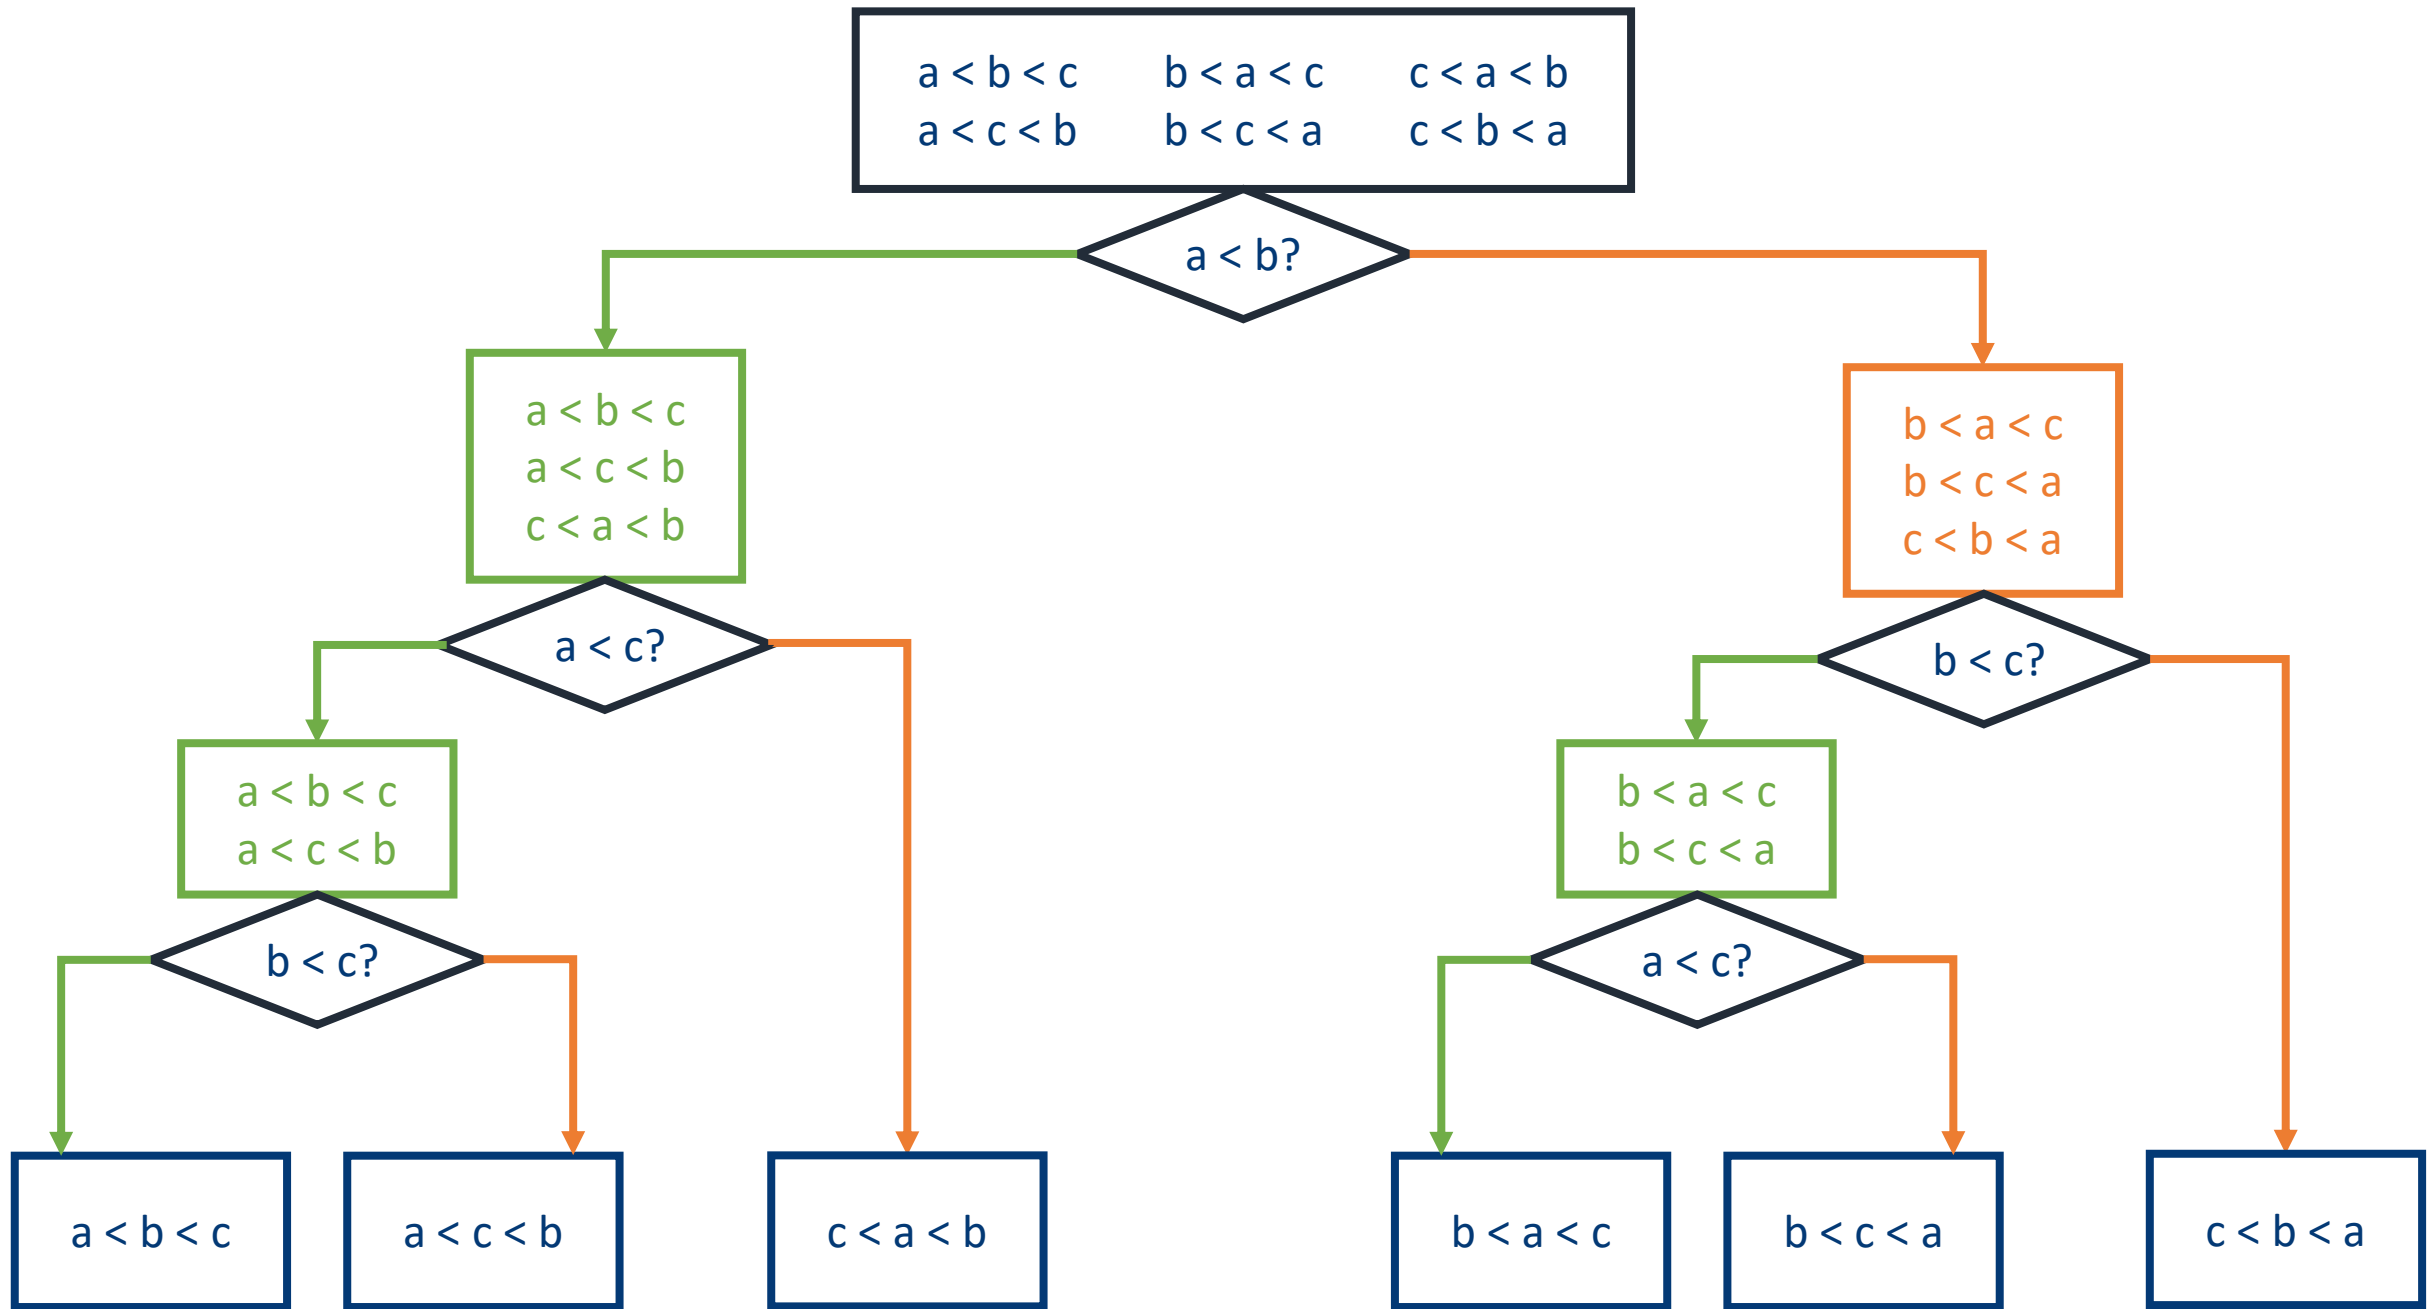 a < b < c b < a < c c < a < b
a < c < b b < c < a c < b < a
a < b?
a < b < c
a < c < b
c < a < b
b < a < c
b < c < a
c < b < a
a < c?
b < c?
a < b < c
a < c < b
b < a < c
b < c < a
b < c?
a < c?
a < b < c
a < c < b
c < a < b
b < a < c
b < c < a
c < b < a